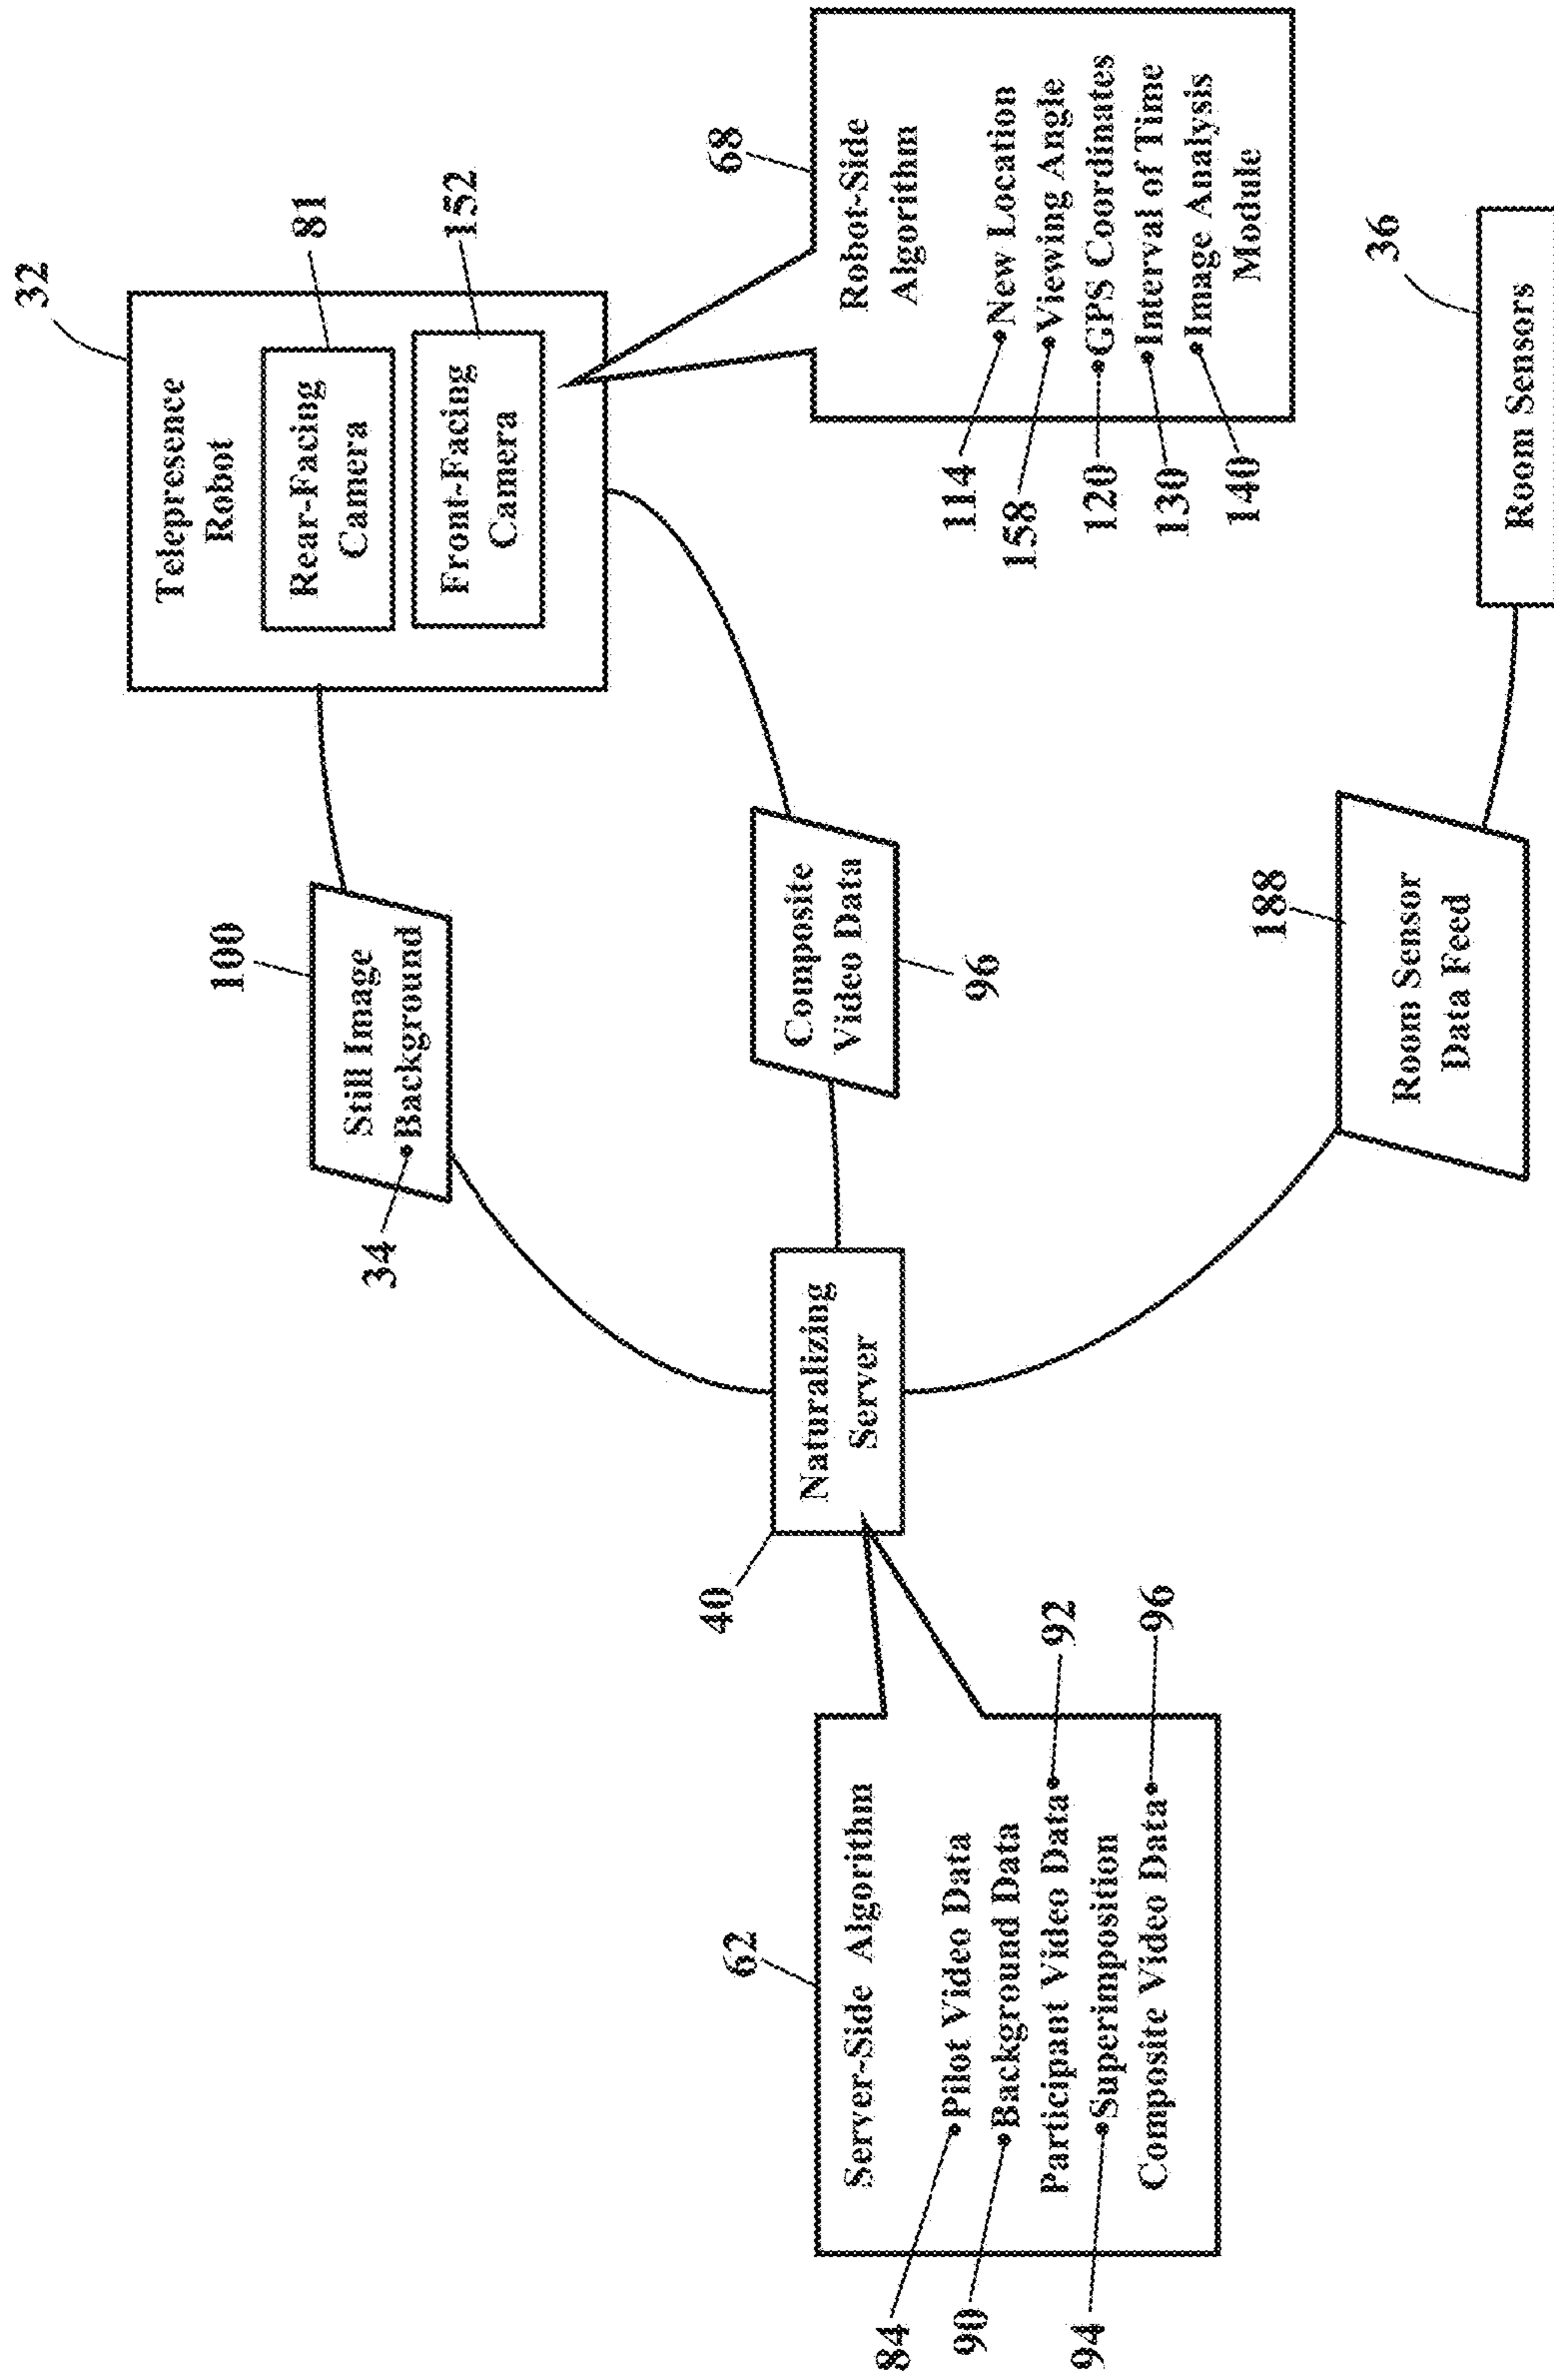 32
Telepresence
Robot
Rear-Facing
Camera
81
Front-Facing
Camera
152
100
Still Image
Background
34
Composite
Video Data
96
68
Robot-Side
Algorithm
114
New Location
158
Viewing Angle
120
GPS Coordinates
130
Interval of Time
140
Image Analysis
Module
40
Naturalizing
Server
62
Server-Side Algorithm
84
Pilot Video Data
90
Background Data
Participant Video Data
92
94
Superimposition
Composite Video Data
96
188
Room Sensor
Data Feed
36
Room Sensors